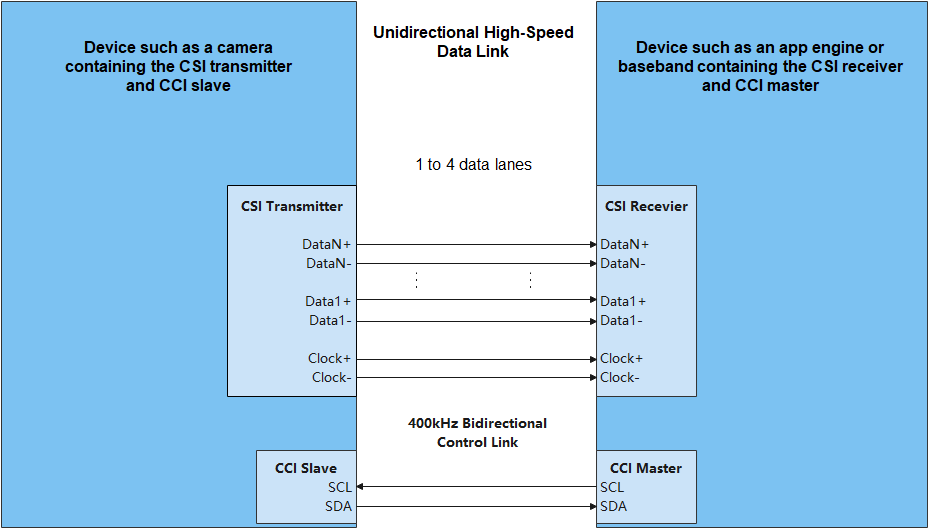 Device such as a camera
containing the CSI transmitter
and CCI slave
Unidirectional High-Speed
Data Link
Device such as an app engine or
baseband containing the CSI receiver
and CCI master
1 to 4 data lanes
CSI Transmitter
DataN+
DataN-
Data1+
Data1-
Clock+
Clock-
CSI Recevier
DataN+
DataN-
Data1+
Data1-
Clock+
Clock-
400kHz Bidirectional
Control Link
CCI Slave
SCL
SDA
CCI Master
SCL
SDA